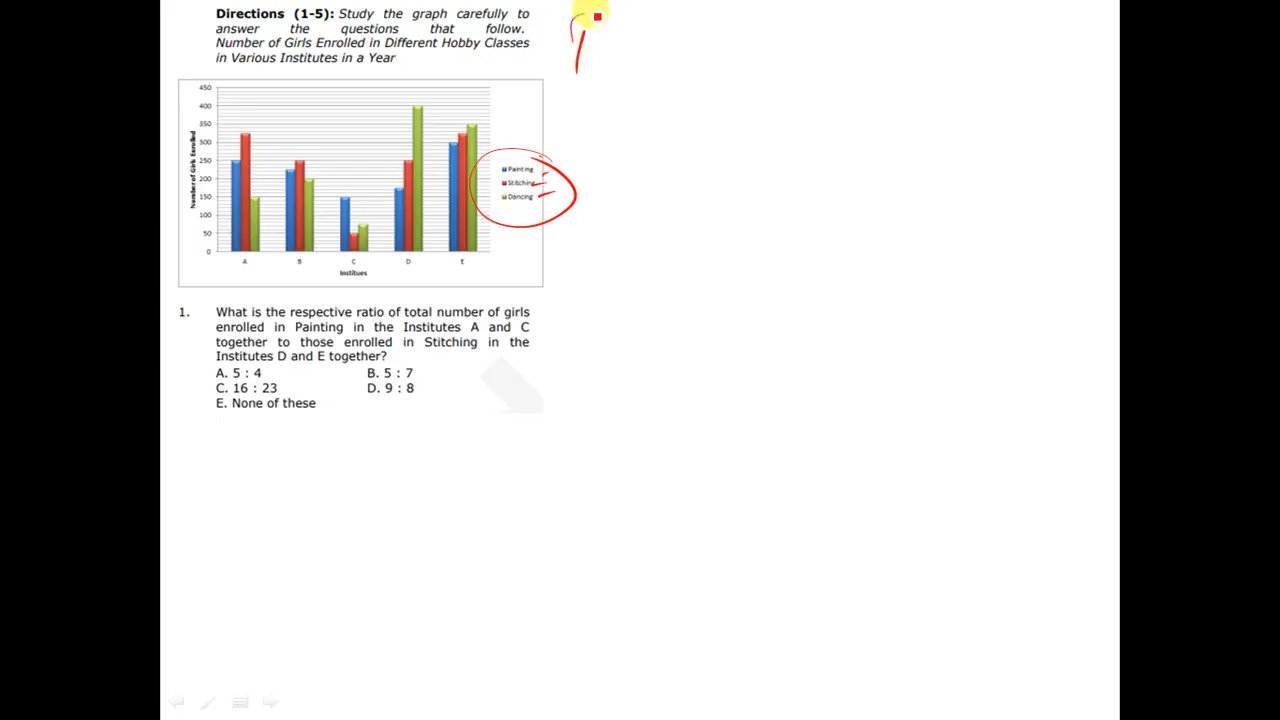 Directions (1-5): Study the graph carefully to
answer the questions that follow.
Number of Girls Enrolled in Different Hobby Classes
in Various Institutes in a Year
450
400
350
300
250
200
150
100
50
0
Number of Girls Enrolled
A B C D E
Institues
Painting
Stitching
Dancing
1. What is the respective ratio of total number of girls
enrolled in Painting in the Institutes A and C
together to those enrolled in Stitching in the
Institutes D and E together?
A. 5 : 4 B. 5 : 7
C. 16 : 23 D. 9 : 8
E. None of these